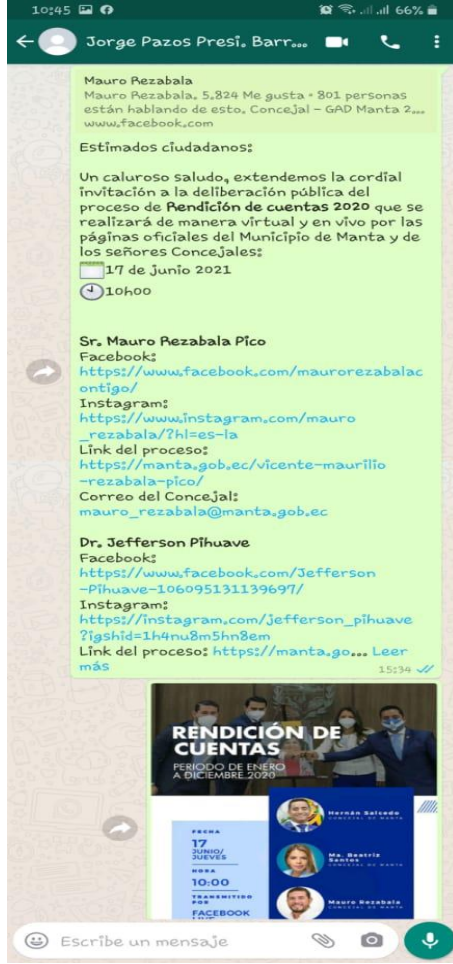 10:45 66%
Jorge Pazos Presi. Barr...
Mauro Rezabala
Mauro Rezabala, 5,824 Me gusta • 801 personas
están hablando de esto, Concejal - GAD Manta 2...
www.facebook.com
Estimados ciudadanos:
Un caluroso saludo, extendemos la cordial
invitación a la deliberación pública del
proceso de Rendición de cuentas 2020 que se
realizará de manera virtual y en vivo por las
páginas oficiales del Municipio de Manta y de
los señores Concejales:
17 de junio 2021
10h00
Sr. Mauro Rezabala Pico
Facebook:
https://www.facebook.com/maurorezabalac
ontigo/
Instagram:
https://www.instagram.com/mauro
_rezabala/?hl=es-la
Link del proceso:
https://manta.gob.ec/vicente-maurilio
-rezabala-pico/
Correo del Concejal:
mauro_rezabala@manta.gob.ec
Dr. Jefferson Pihuave
Facebook:
https://www.facebook.com/Jefferson
-Pihuave-106095131139697/
Instagram:
https://instagram.com/jefferson_pihuave
?igshid=1h4nu8m5hn8em
Link del proceso: https://manta.go... Leer
más
15:34
RENDICIÓN DE
CUENTAS
PERIODO DE ENERO
A DICIEMBRE 2020
FECHA
17
JUNIO/
JUEVES
HORA
10:00
TRANSMITIDO
POR
FACEBOOK
LIVE
Hernán Salcedo
CONCEJAL DE MANTA
Ma. Beatriz
Santos
CONCEJAL DE MANTA
Mauro Rezabala
CONCEJAL DE MANTA
Escribe un mensaje